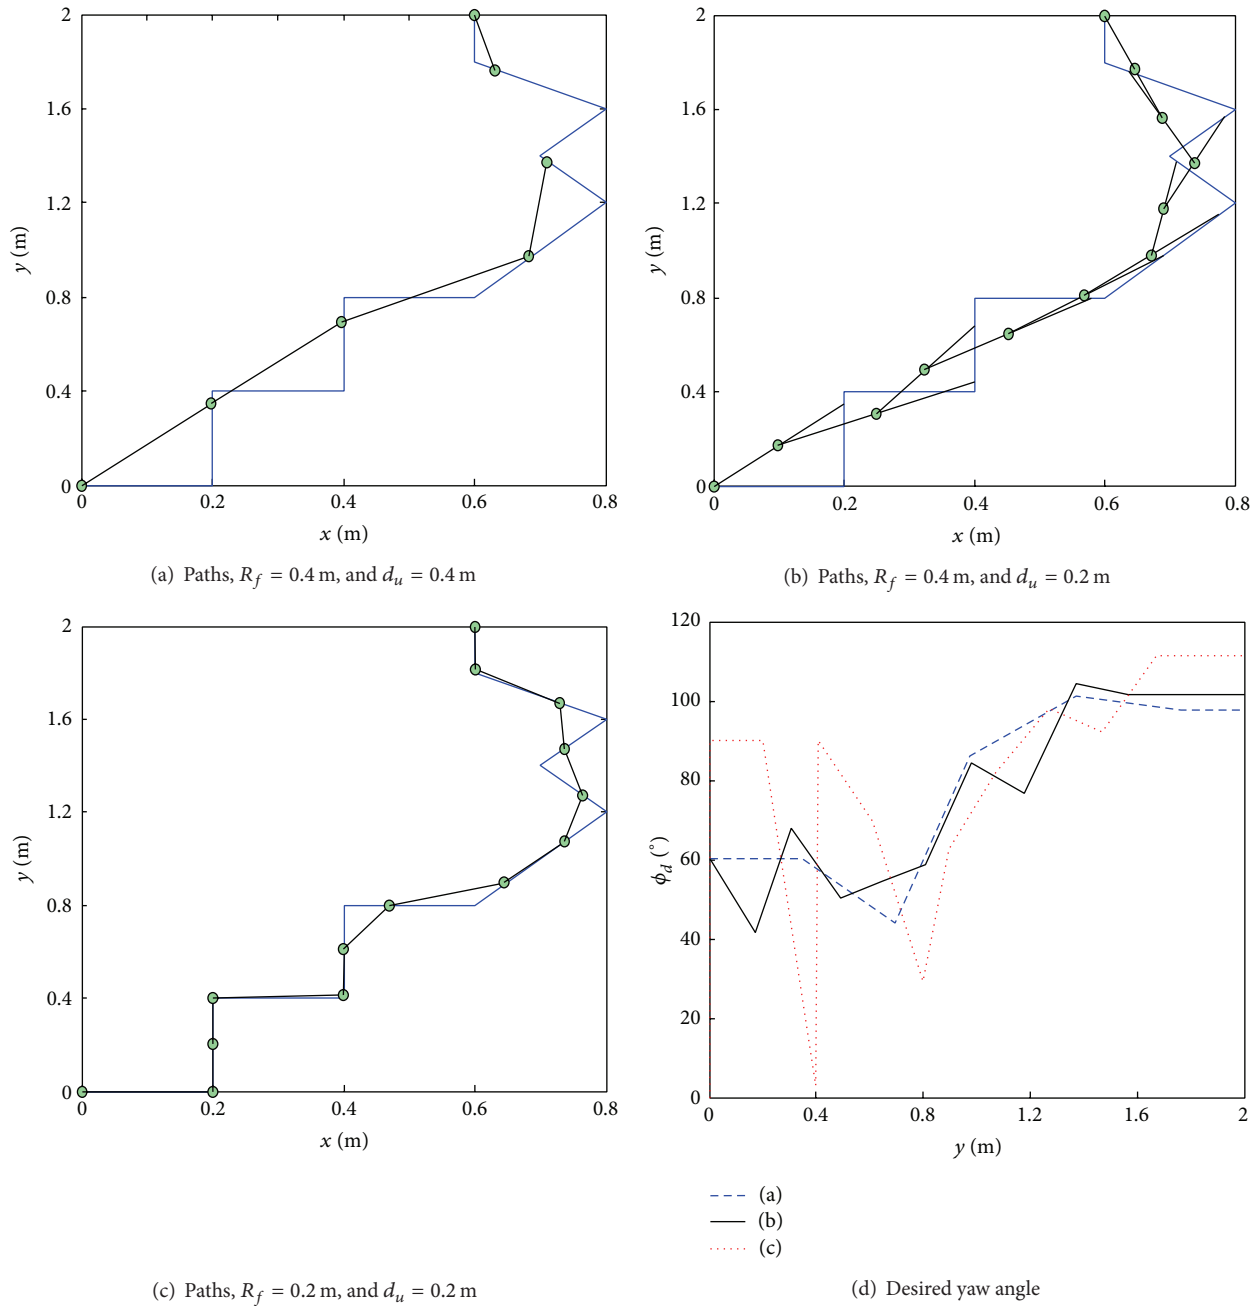 2
1.6
1.2
0.8
0.4
0
0 0.2 0.4 0.6 0.8
y (m)
x (m)
(a) Paths, R_f = 0.4 m, and d_u = 0.4 m
2
1.6
1.2
0.8
0.4
0
0 0.2 0.4 0.6 0.8
y (m)
x (m)
(b) Paths, R_f = 0.4 m, and d_u = 0.2 m
2
1.6
1.2
0.8
0.4
0
0 0.2 0.4 0.6 0.8
y (m)
x (m)
(c) Paths, R_f = 0.2 m, and d_u = 0.2 m
120
100
80
60
40
20
0
0 0.4 0.8 1.2 1.6 2
ϕ_d (°)
y (m)
(a)
(b)
(c)
(d) Desired yaw angle